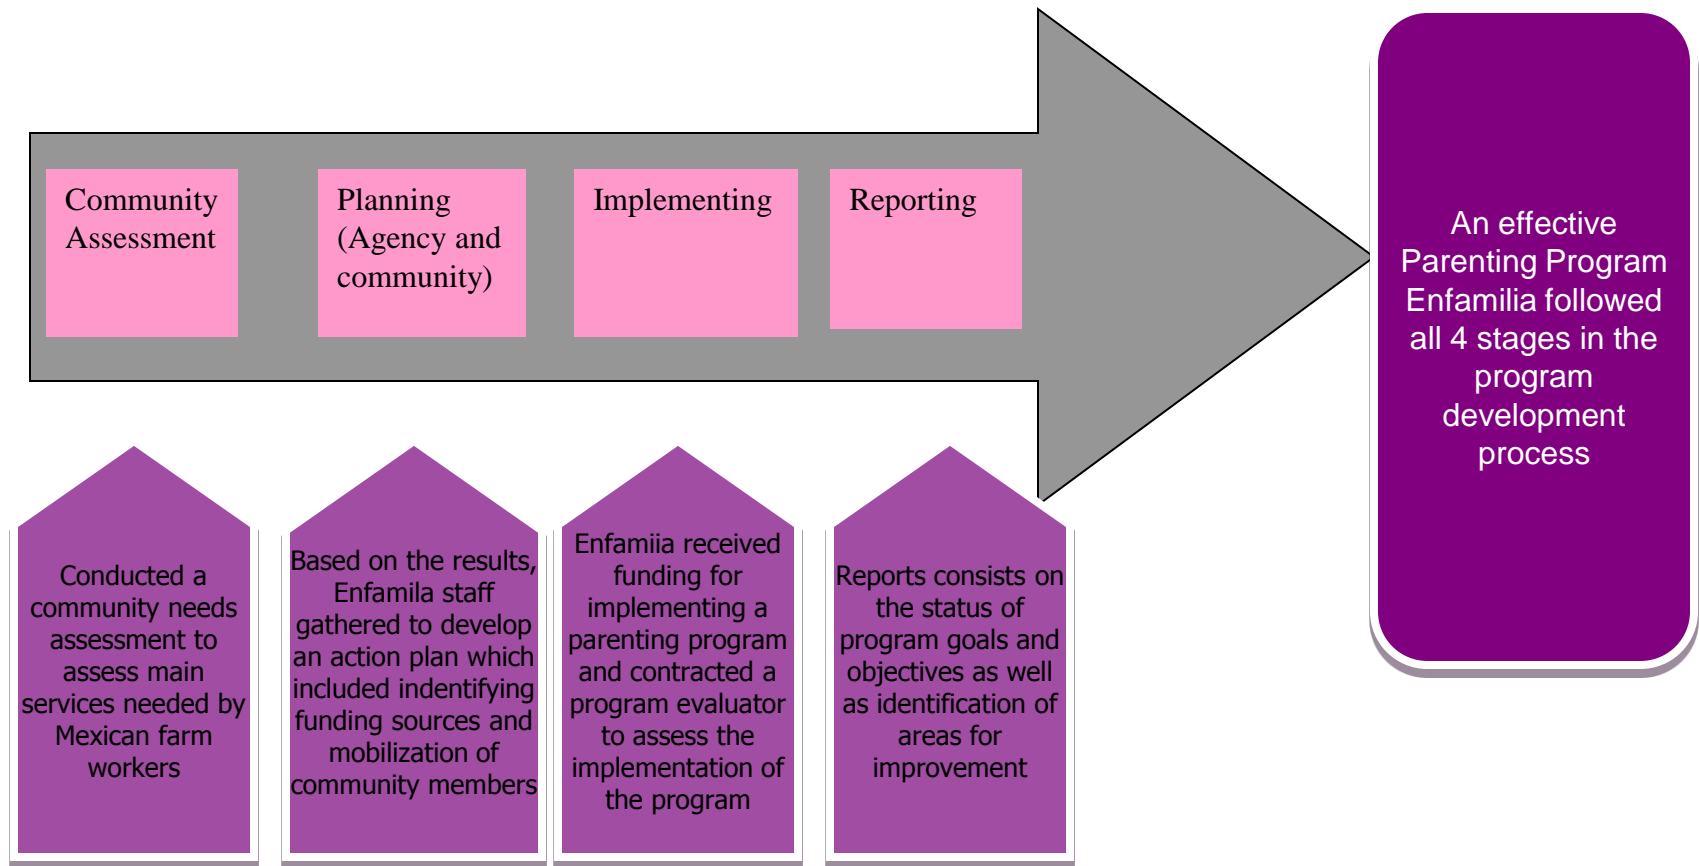 Community
Assessment
Planning
(Agency and
community)
Implementing
Reporting
An effective
Parenting Program
Enfamilia followed
all 4 stages in the
program
development
process
Conducted a
community needs
assessment to
assess main
services needed by
Mexican farm
workers
Based on the results,
Enfamila staff
gathered to develop
an action plan which
included indentifying
funding sources and
mobilization of
community members
Enfamiia received
funding for
implementing a
parenting program
and contracted a
program evaluator
to assess the
implementation of
the program
Reports consists on
the status of
program goals and
objectives as well
as identification of
areas for
improvement